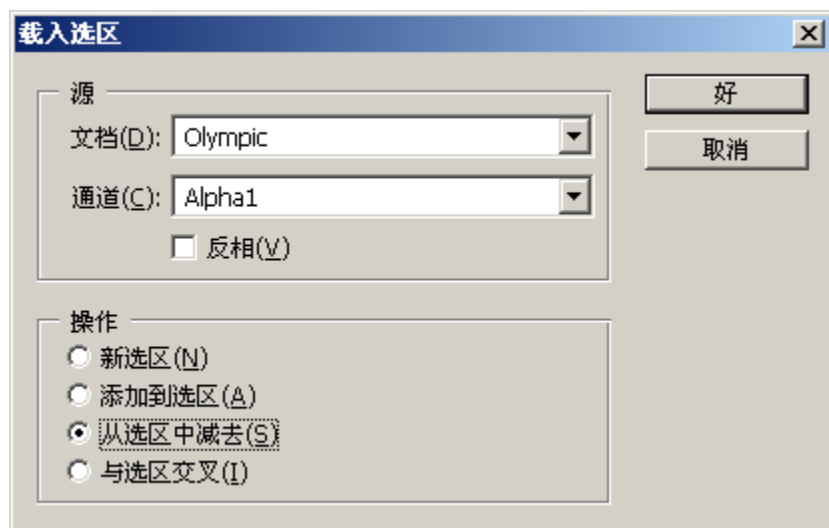 载入选区
源
文档(D): Olympic
通道(C): Alpha1
反相(V)
好
取消
操作
新选区(N)
添加到选区(A)
从选区中减去(S)
与选区交叉(I)